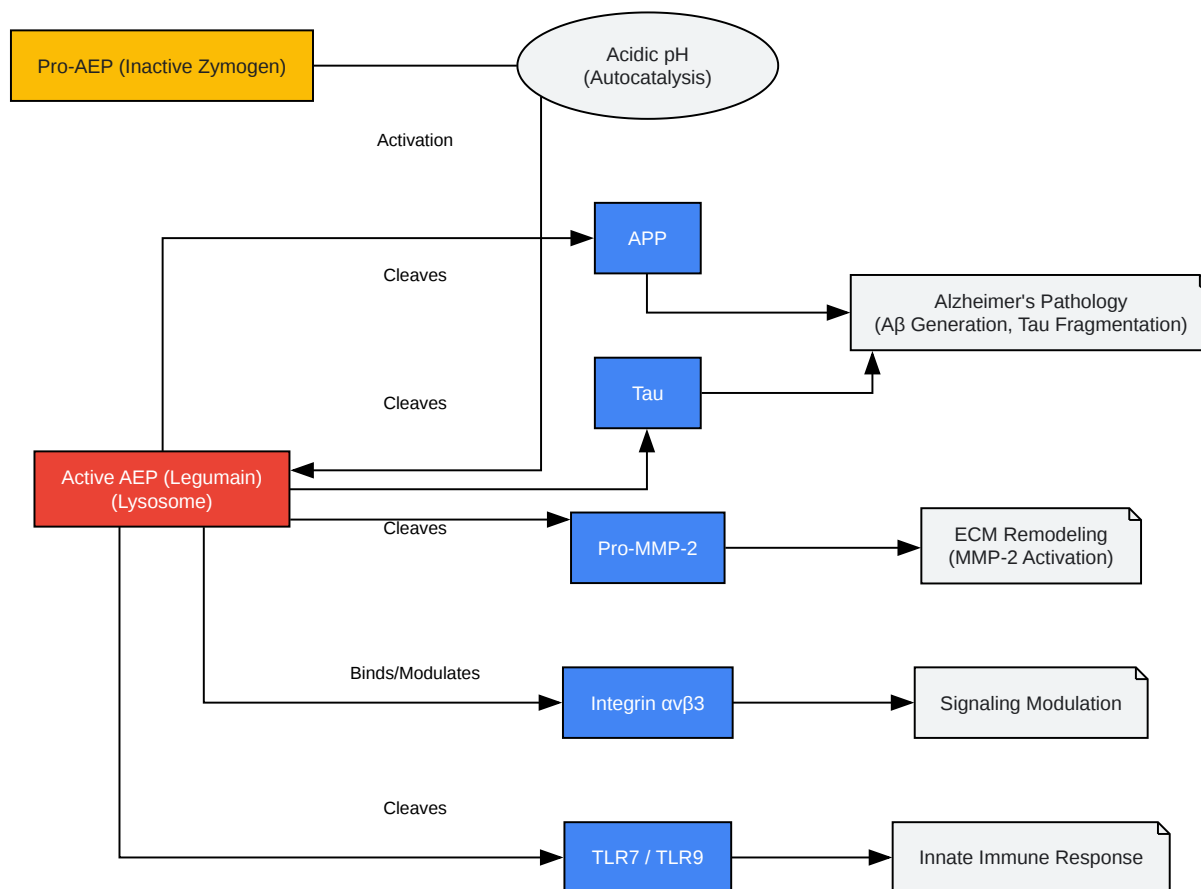 Pro-AEP (Inactive Zymogen)
Acidic pH
(Autocatalysis)
Activation
APP
Cleaves
Alzheimer's Pathology
(Aβ Generation, Tau Fragmentation)
Tau
Cleaves
Active AEP (Legumain)
(Lysosome)
Cleaves
Pro-MMP-2
ECM Remodeling
(MMP-2 Activation)
Binds/Modulates
Integrin αvβ3
Signaling Modulation
Cleaves
TLR7 / TLR9
Innate Immune Response